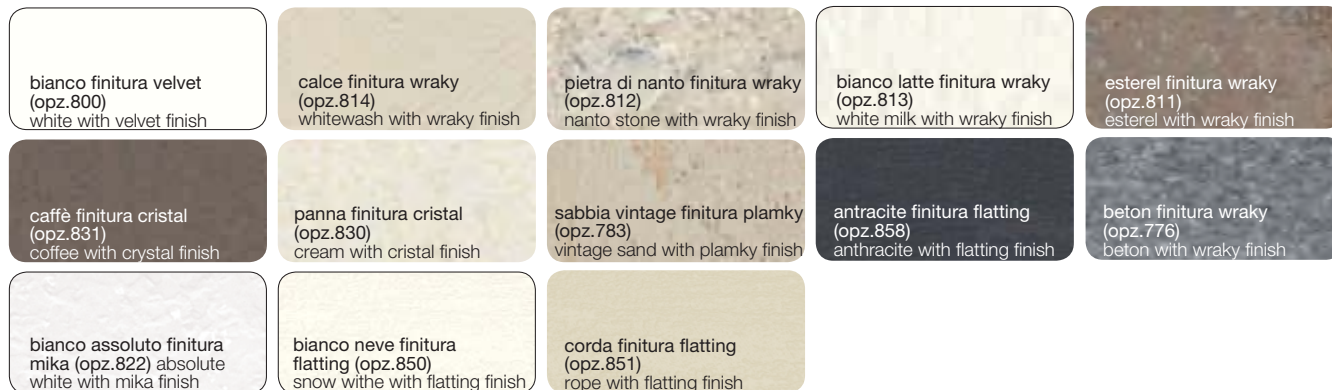 bianco finitura velvet
(opz.800)
white with velvet finish
calce finitura wraky
(opz.814)
whitewash with wraky finish
pietra di nanto finitura wraky
(opz.812)
nanto stone with wraky finish
bianco latte finitura wraky
(opz.813)
white milk with wraky finish
esterel finitura wraky
(opz.811)
esterel with wraky finish
caffè finitura cristal
(opz.831)
coffee with crystal finish
panna finitura cristal
(opz.830)
cream with cristal finish
sabbia vintage finitura plamky
(opz.783)
vintage sand with plamky finish
antracite finitura flatting
(opz.858)
anthracite with flatting finish
beton finitura wraky
(opz.776)
beton with wraky finish
bianco assoluto finitura
mika (opz.822) absolute
white with mika finish
bianco neve finitura
flatting (opz.850)
snow withe with flatting finish
corda finitura flatting
(opz.851)
rope with flatting finish